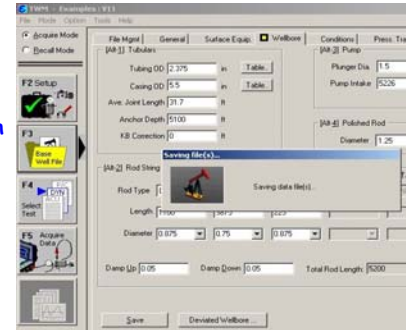 TWM - Examples : V11
File Mode Option Tools Help
Acquire Mode
Recall Mode
F2 Setup
F3
Base
Well File
F4
DYN
Select
Test
F5 Acquire
Data
File Mgmt General Surface Equip. Wellbore Conditions Press. Tra
[Alt-1] Tubulars
Tubing OD 2.375 in Table..
Casing OD 5.5 in Table..
Ave. Joint Length 31.7 ft
Anchor Depth 5100 ft
KB Correction 0 ft
[Alt-3] Pump
Plunger Dia. 1.5
Pump Intake 5226
[Alt-4] Polished Rod
Diameter 1.25
Saving file(s)...
Saving data file(s)..
[Alt-2] Rod String
Rod Type
Length
Diameter 0.875 0.75 0.875
Damp Up 0.05 Damp Down 0.05 Total Rod Length 5200
Save Deviated Wellbore ...